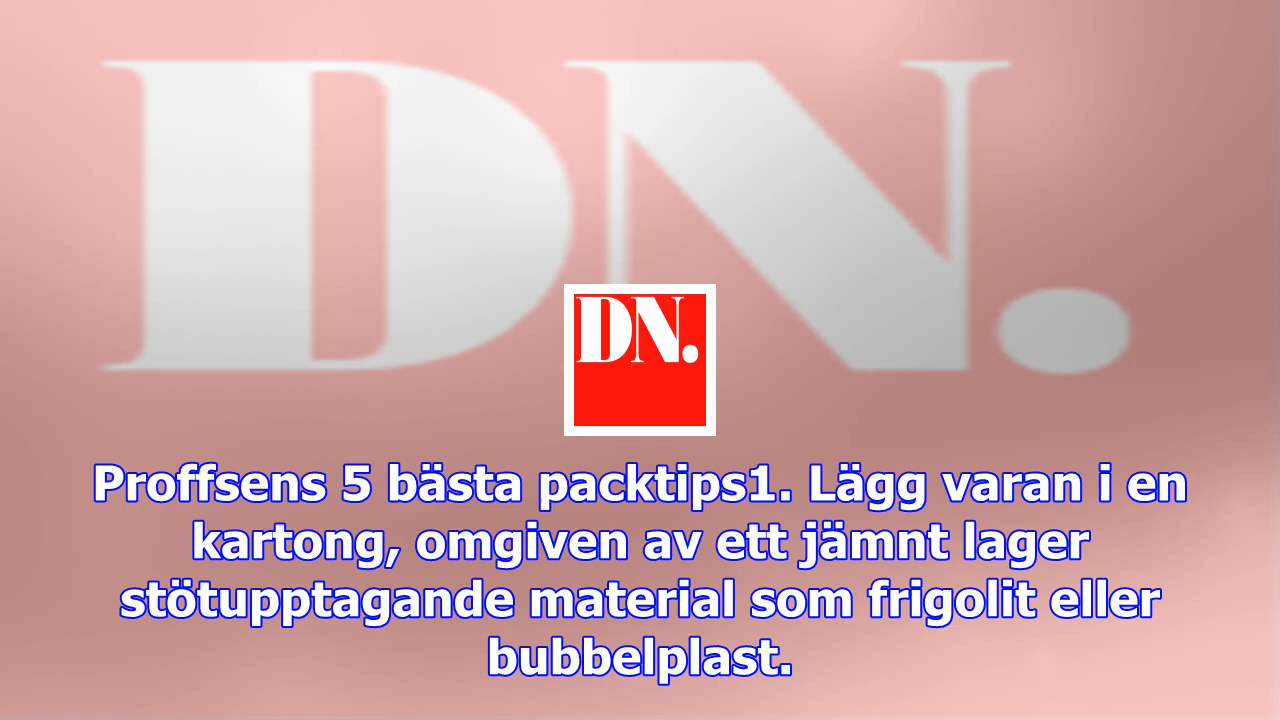 DN.
DN.
Proffsens 5 bästa packtips1. Lägg varan i en
kartong, omgiven av ett jämnt lager
stötupptagande material som frigolit eller
bubbelplast.